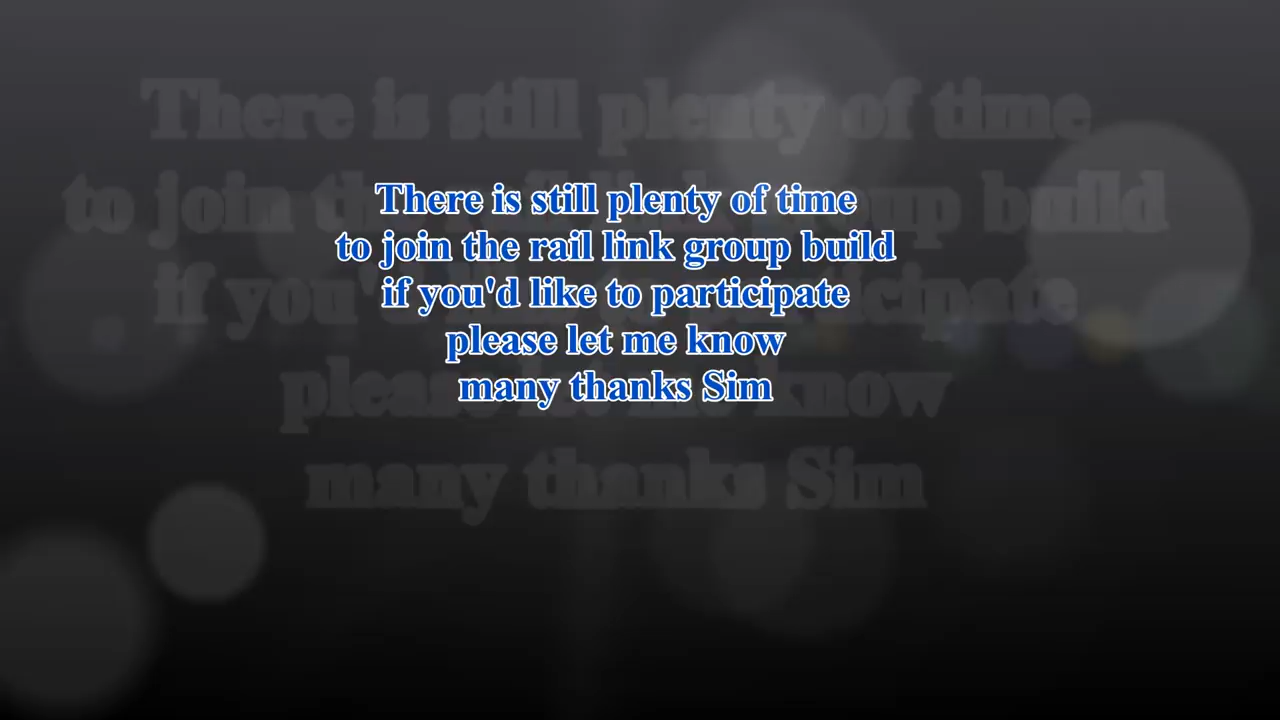 There is still plenty of time
to join the rail link group build
if you'd like to participate
please let me know
many thanks Sim